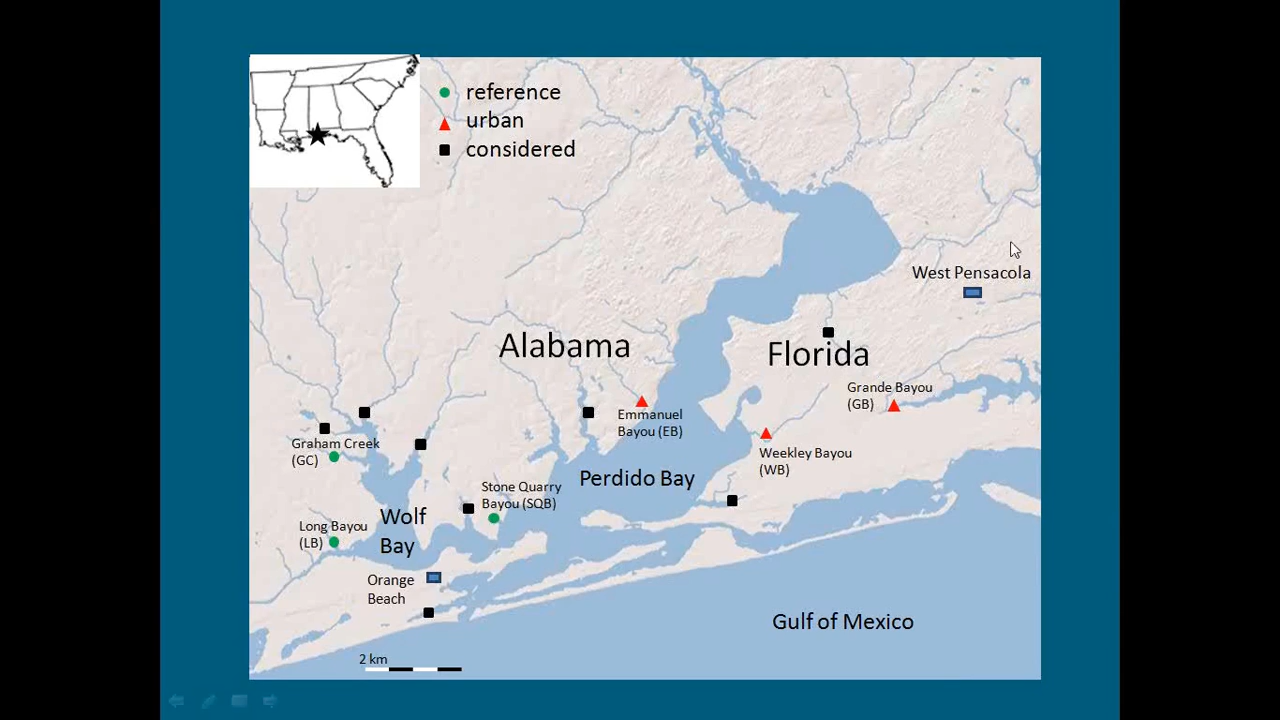 reference
urban
considered
West Pensacola
Alabama
Florida
Grande Bayou
(GB)
Emmanuel
Bayou (EB)
Graham Creek
(GC)
Weekley Bayou
(WB)
Perdido Bay
Stone Quarry
Bayou (SQB)
Wolf
Bay
Long Bayou
(LB)
Orange
Beach
Gulf of Mexico
2 km